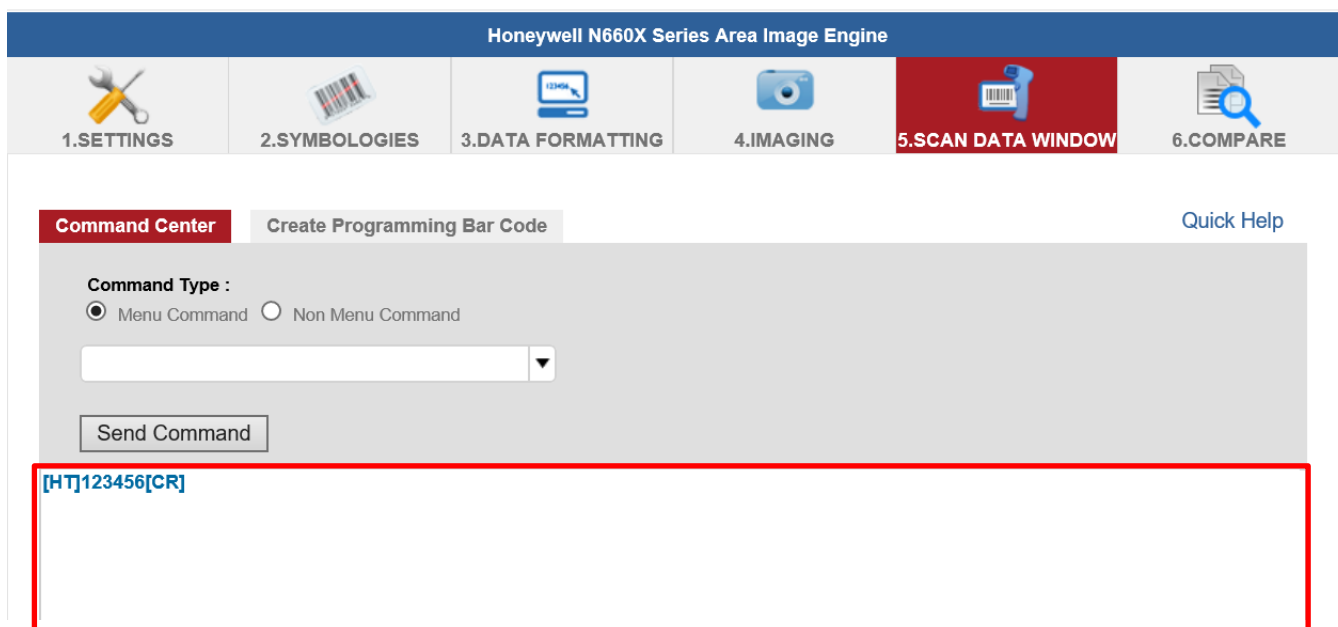 Honeywell N660X Series Area Image Engine
123456
1.SETTINGS 2.SYMBOLOGIES 3.DATA FORMATTING 4.IMAGING 5.SCAN DATA WINDOW 6.COMPARE
Command Center Create Programming Bar Code Quick Help
Command Type :
Menu Command Non Menu Command
Send Command
[HT]123456[CR]